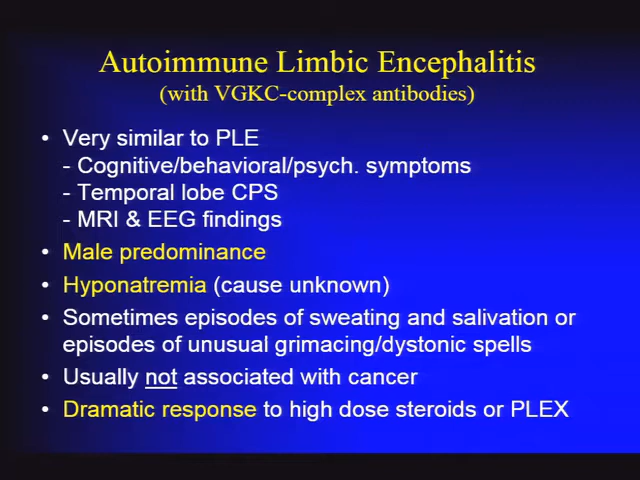 Autoimmune Limbic Encephalitis
(with VGKC-complex antibodies)
• Very similar to PLE
- Cognitive/behavioral/psych. symptoms
- Temporal lobe CPS
- MRI & EEG findings
• Male predominance
• Hyponatremia (cause unknown)
• Sometimes episodes of sweating and salivation or
episodes of unusual grimacing/dystonic spells
• Usually not associated with cancer
• Dramatic response to high dose steroids or PLEX